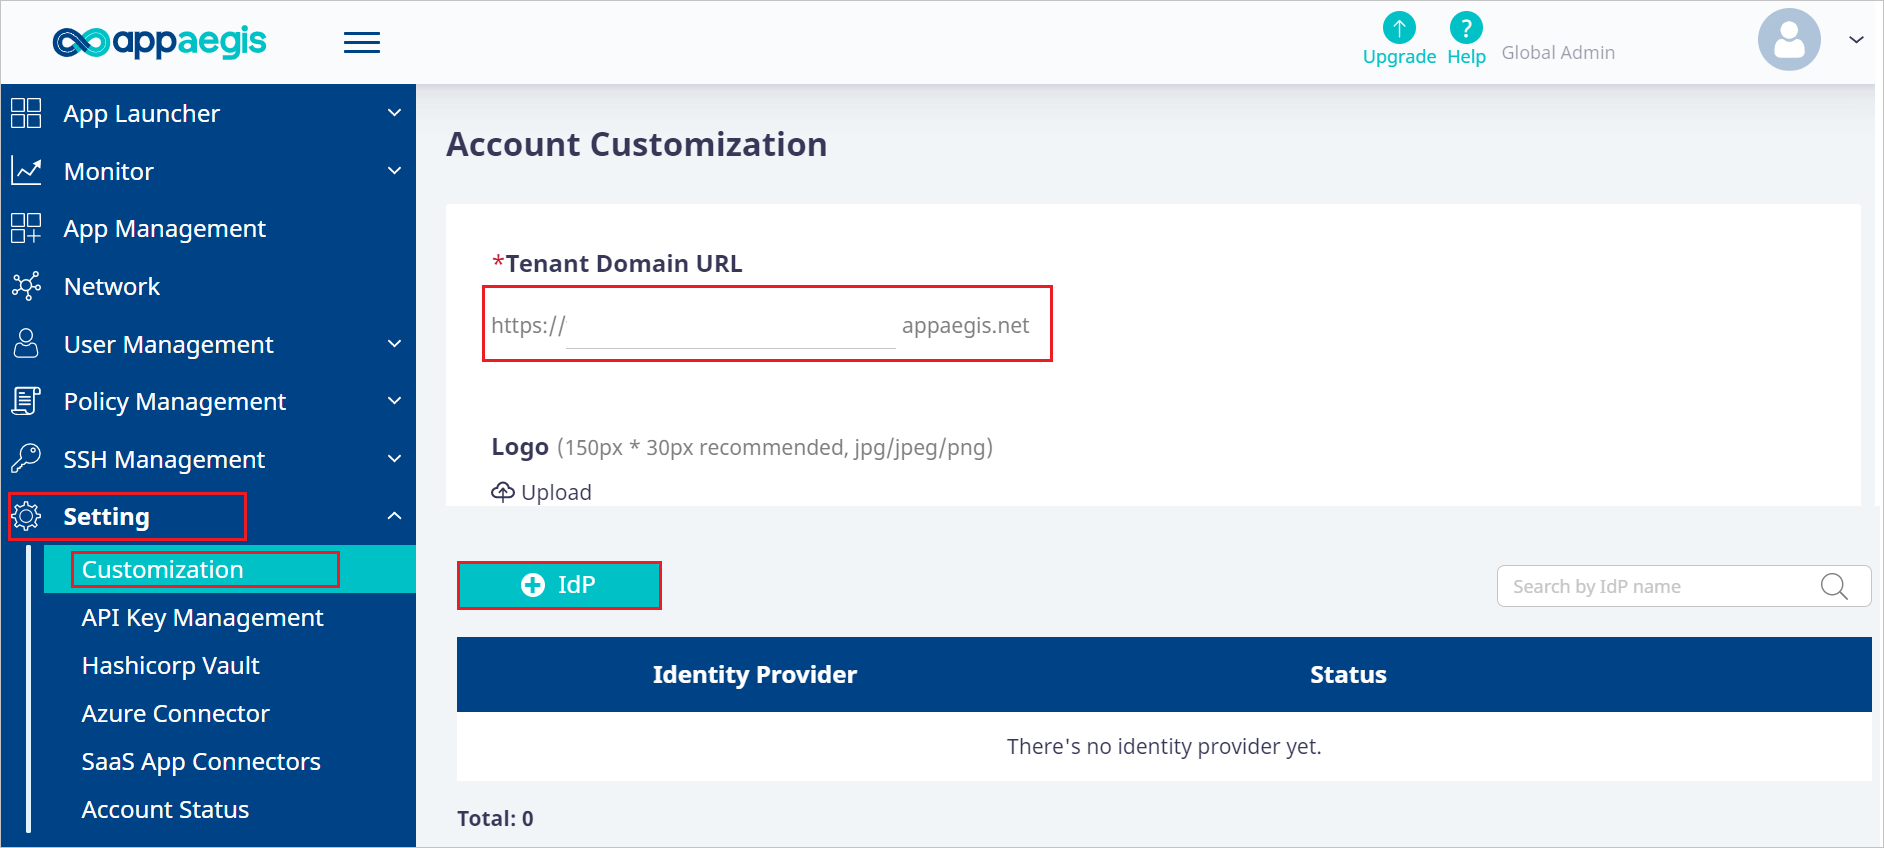 appaegis
Upgrade
?
Help
Global Admin
App Launcher
Monitor
App Management
Network
User Management
Policy Management
SSH Management
Setting
Customization
API Key Management
Hashicorp Vault
Azure Connector
SaaS App Connectors
Account Status
Account Customization
*Tenant Domain URL
https:// appaegis.net
Logo (150px * 30px recommended, jpg/jpeg/png)
Upload
IdP
Search by IdP name
Identity Provider Status
There's no identity provider yet.
Total: 0